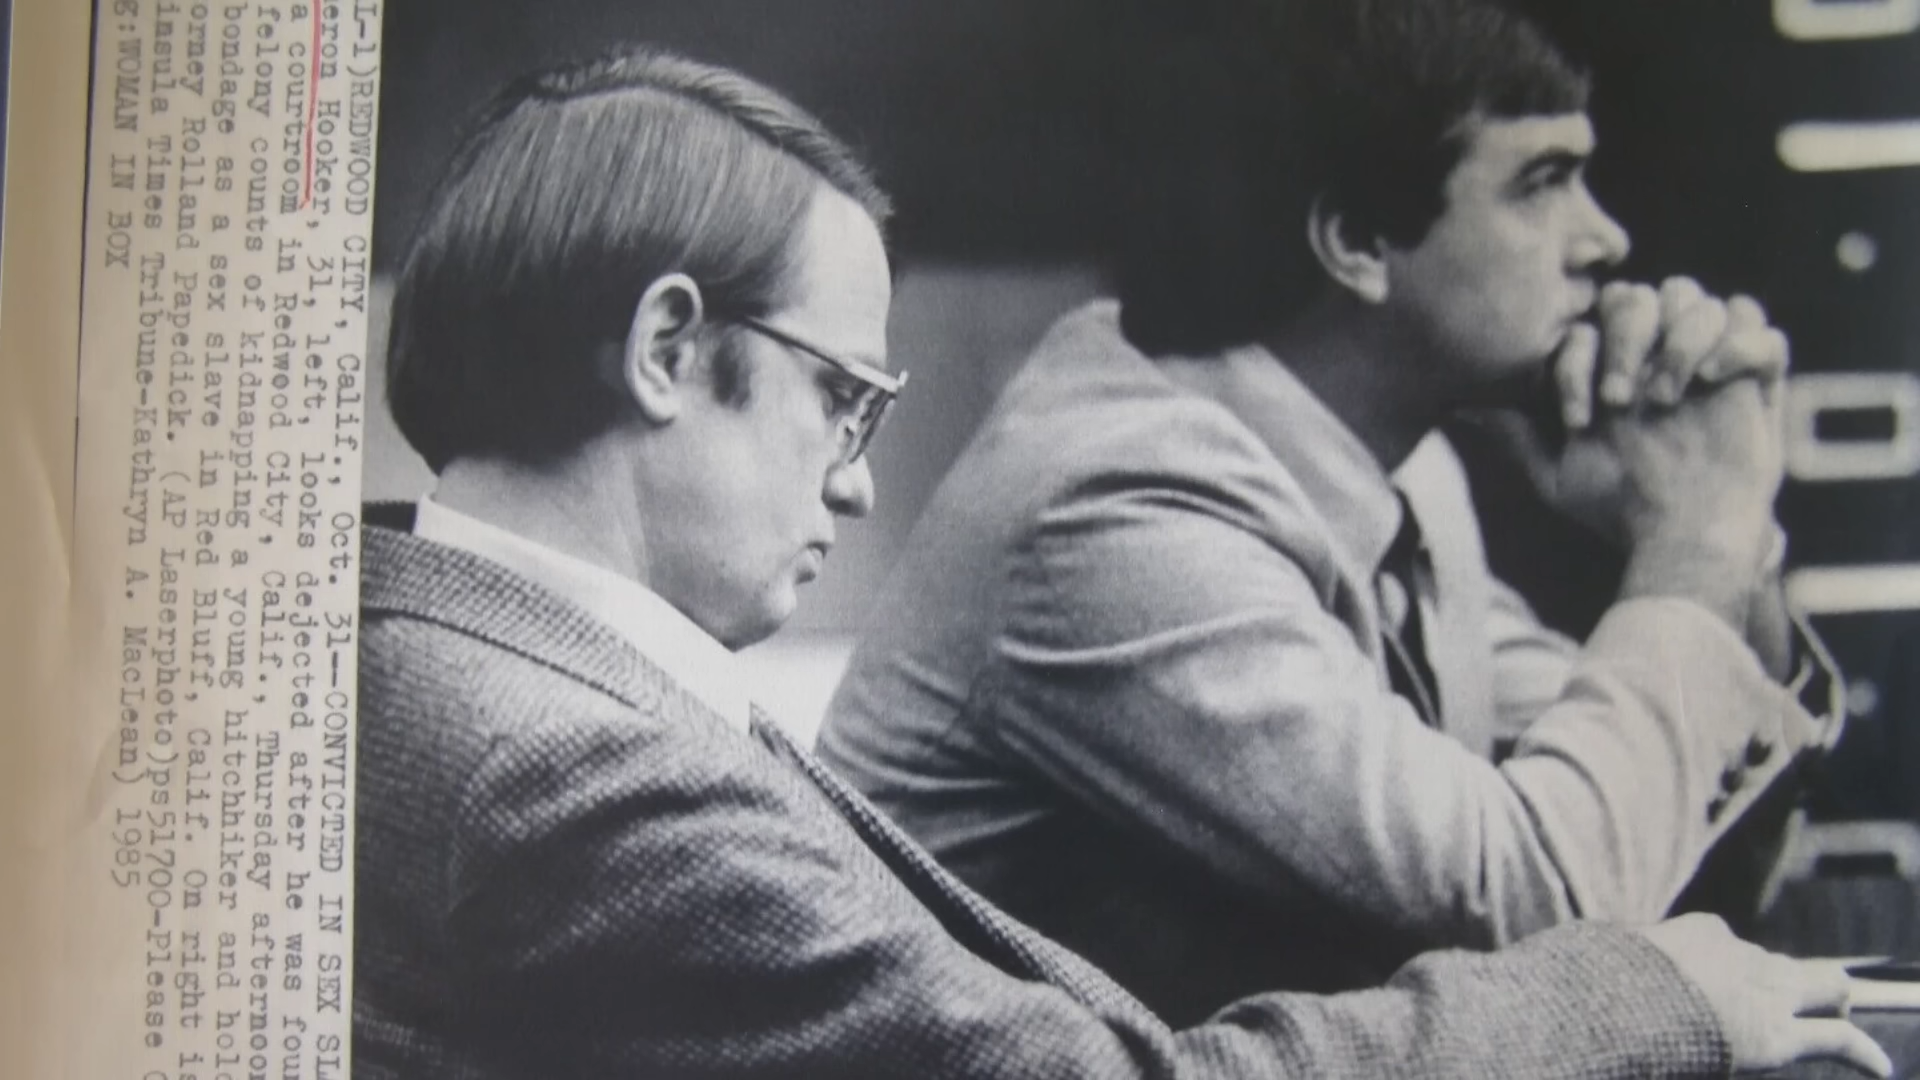 L-1)REDWOOD CITY, Calif., Oct. 31--CONVICTED IN SEX SL
eron Hooker, 31, left, looks dejected after he was foun
a courtroom in Redwood City, Calif., Thursday afternoon
felony counts of kidnapping a young hitchhiker and hold
bondage as a sex slave in Red Bluff, Calif. On right is
orney Rolland Papedick. (AP Laserphoto)ps51700-Please
insula Times Tribune-Kathryn A. MacLean) 1985
g:WOMAN IN BOX